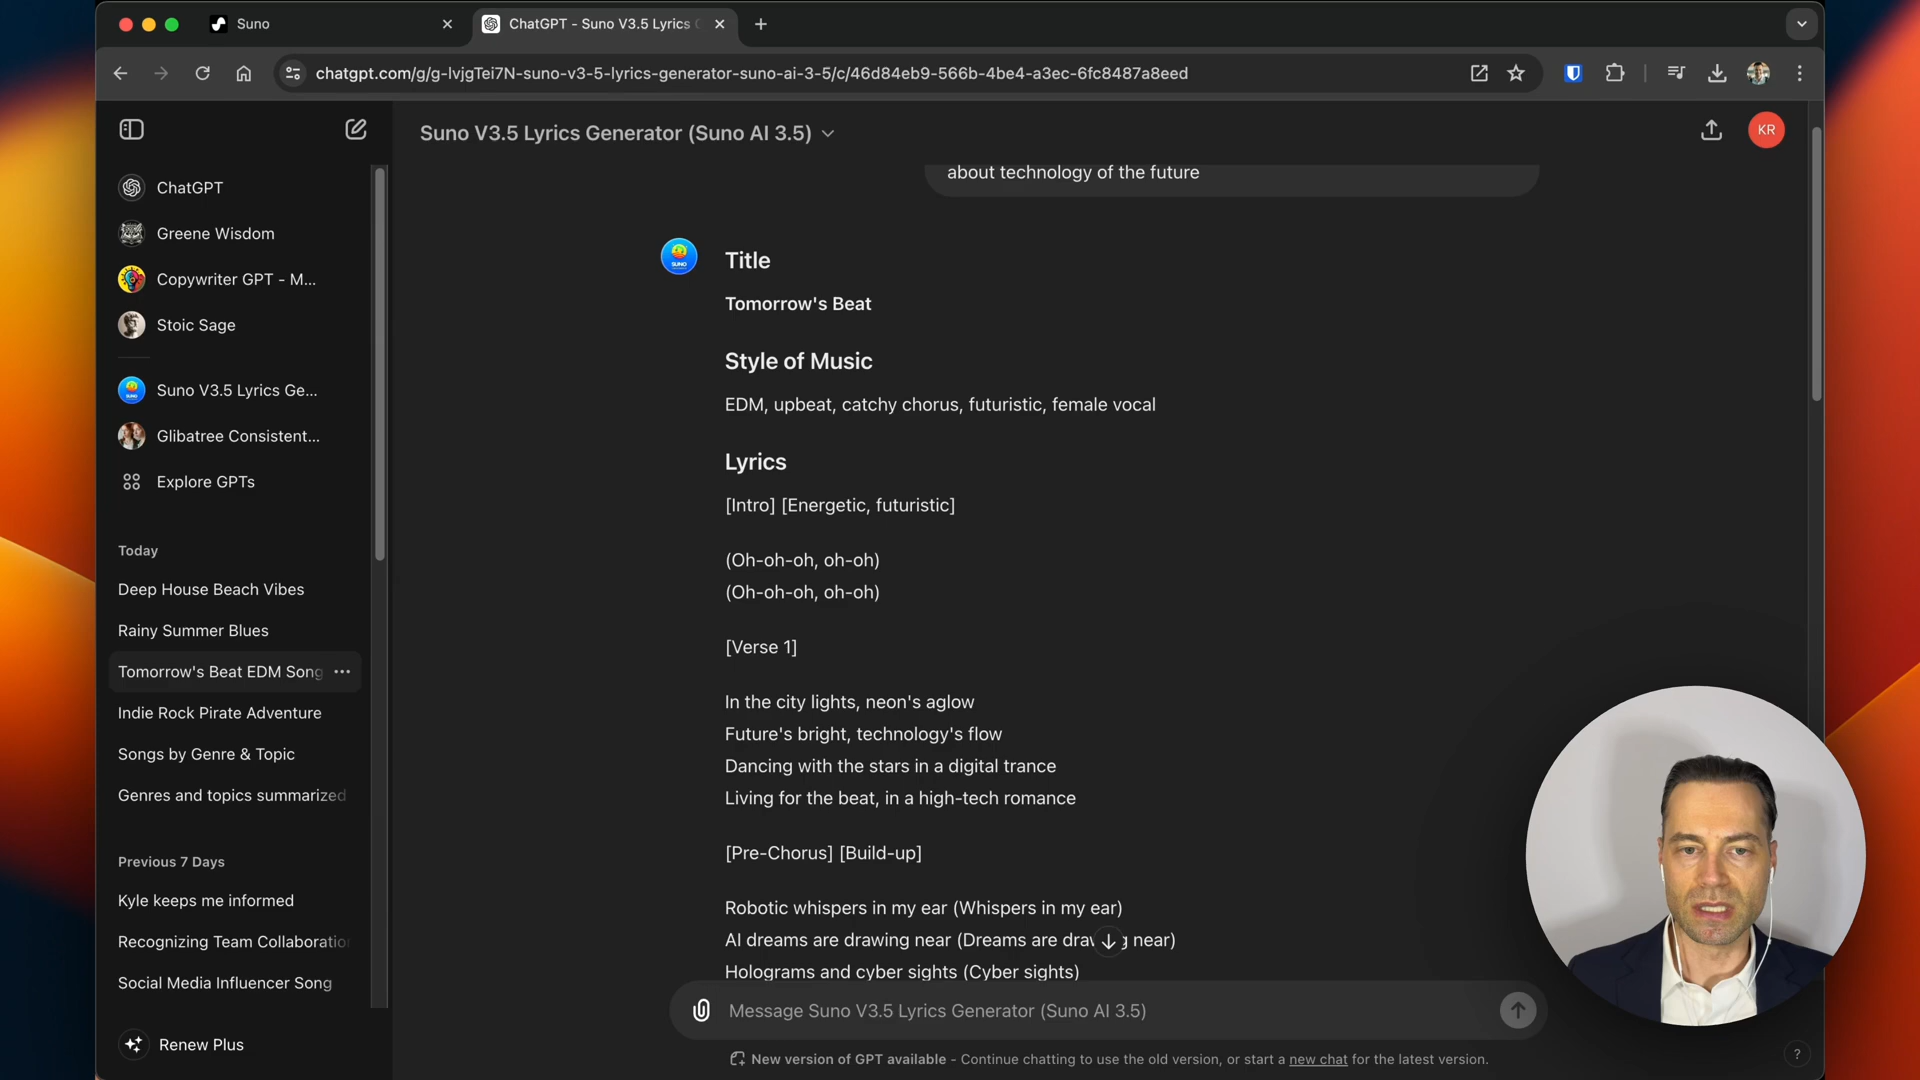 Suno
ChatGPT - Suno V3.5 Lyrics
chatgpt.com/g/g-lvjgTei7N-suno-v3-5-lyrics-generator-suno-ai-3-5/c/46d84eb9-566b-4be4-a3ec-6fc8487a8eed
Suno V3.5 Lyrics Generator (Suno AI 3.5)
KR
ChatGPT
Greene Wisdom
Copywriter GPT - M...
Stoic Sage
Suno V3.5 Lyrics Ge...
Glibatree Consistent...
Explore GPTs
Today
Deep House Beach Vibes
Rainy Summer Blues
Tomorrow's Beat EDM Song
Indie Rock Pirate Adventure
Songs by Genre & Topic
Genres and topics summarized
Previous 7 Days
Kyle keeps me informed
Recognizing Team Collaboratio
Social Media Influencer Song
Renew Plus
about technology of the future
SUNO
Title
Tomorrow's Beat
Style of Music
EDM, upbeat, catchy chorus, futuristic, female vocal
Lyrics
[Intro] [Energetic, futuristic]
(Oh-oh-oh, oh-oh)
(Oh-oh-oh, oh-oh)
[Verse 1]
In the city lights, neon's aglow
Future's bright, technology's flow
Dancing with the stars in a digital trance
Living for the beat, in a high-tech romance
[Pre-Chorus] [Build-up]
Robotic whispers in my ear (Whispers in my ear)
AI dreams are drawing near (Dreams are near)
Holograms and cyber sights (Cyber sights)
Message Suno V3.5 Lyrics Generator (Suno AI 3.5)
New version of GPT available - Continue chatting to use the old version, or start a new chat for the latest version.
?